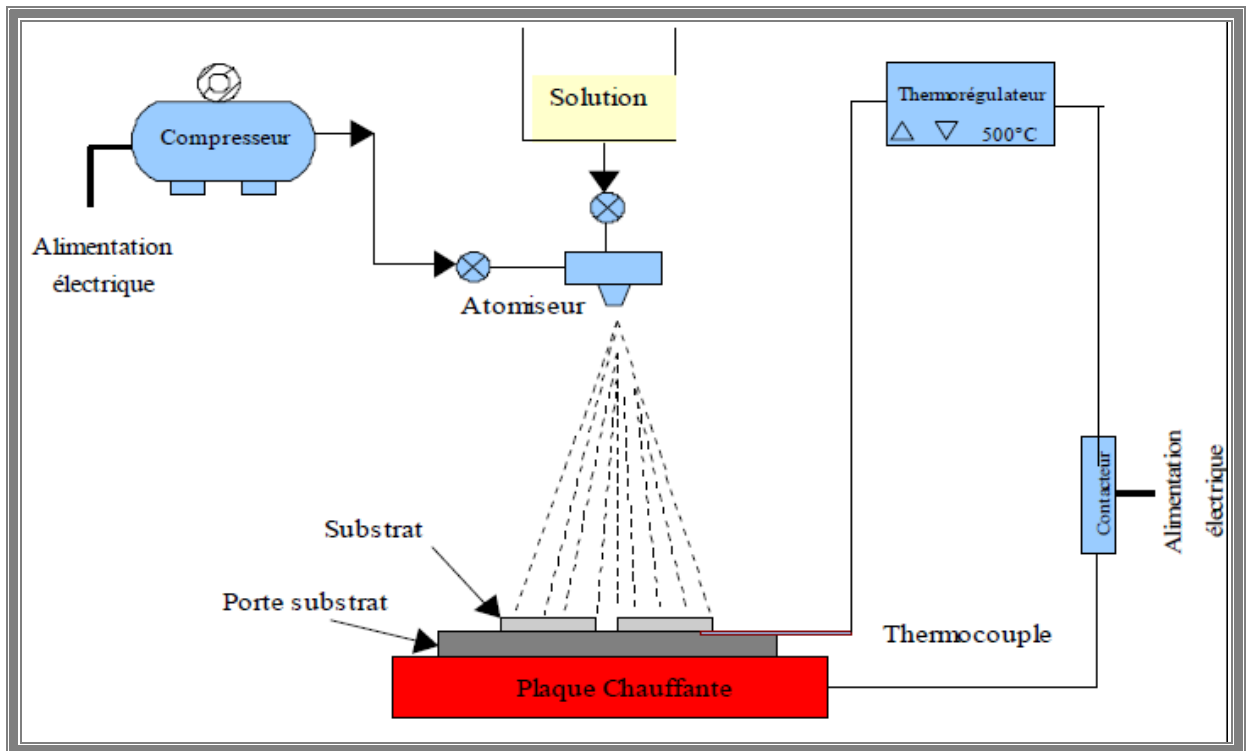 Solution
Thermorégulateur
500°C
Compresseur
Alimentation
électrique
Atomiseur
Contacteur
Alimentation
électrique
Substrat
Porte substrat
Thermocouple
Plaque Chauffante